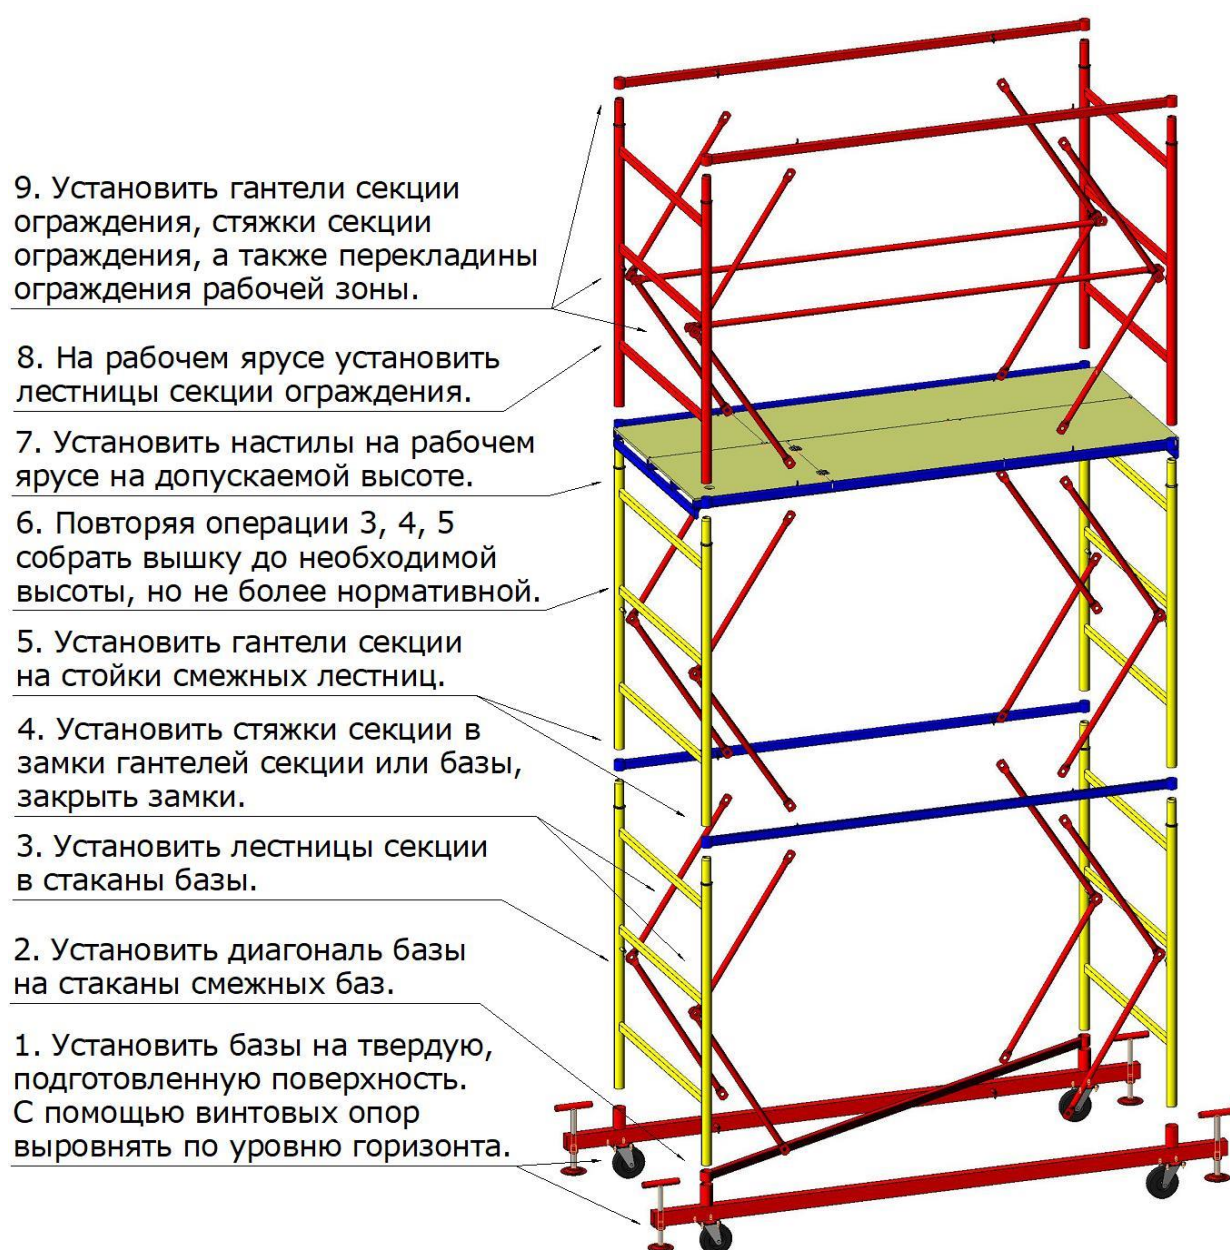 9. Установить гантели секции
ограждения, стяжки секции
ограждения, а также перекладины
ограждения рабочей зоны.
8. На рабочем ярусе установить
лестницы секции ограждения.
7. Установить настилы на рабочем
ярусе на допускаемой высоте.
6. Повторяя операции 3, 4, 5
собрать вышку до необходимой
высоты, но не более нормативной.
5. Установить гантели секции
на стойки смежных лестниц.
4. Установить стяжки секции в
замки гантелей секции или базы,
закрыть замки.
3. Установить лестницы секции
в стаканы базы.
2. Установить диагональ базы
на стаканы смежных баз.
1. Установить базы на твердую,
подготовленную поверхность.
С помощью винтовых опор
выровнять по уровню горизонта.